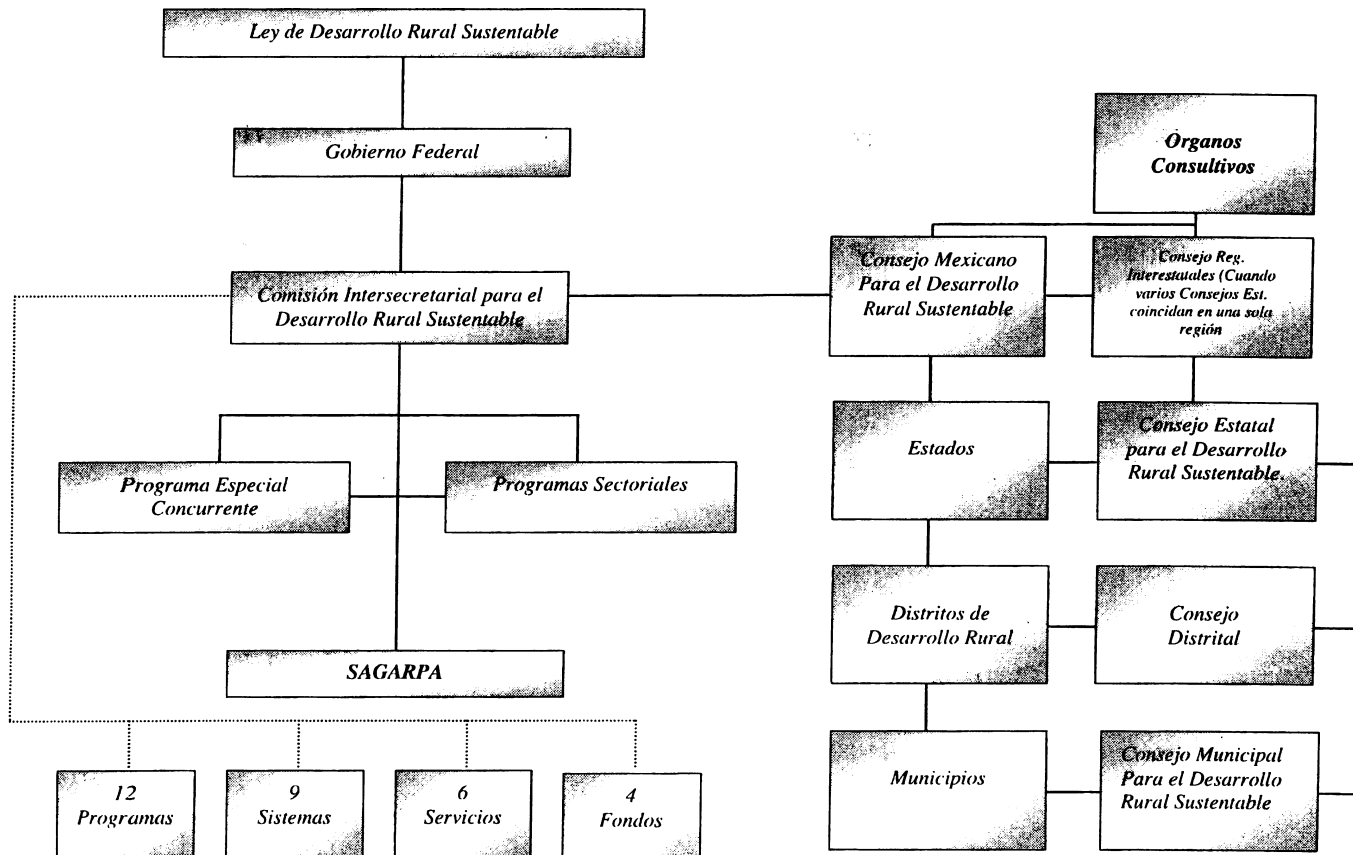 Ley de Desarrollo Rural Sustentable
Gobierno Federal
Órganos
Consultivos
Comisión Intersecretarial para el
Desarrollo Rural Sustentable
Consejo Mexicano
Para el Desarrollo
Rural Sustentable
Consejo Reg.
Interestatales (Cuando
varios Consejos Est.
coincidan en una sola
región
Programa Especial
Concurrente
Programas Sectoriales
Estados
Consejo Estatal
para el Desarrollo
Rural Sustentable.
SAGARPA
Distritos de
Desarrollo Rural
Consejo
Distrital
12
Programas
9
Sistemas
6
Servicios
4
Fondos
Municipios
Consejo Municipal
Para el Desarrollo
Rural Sustentable